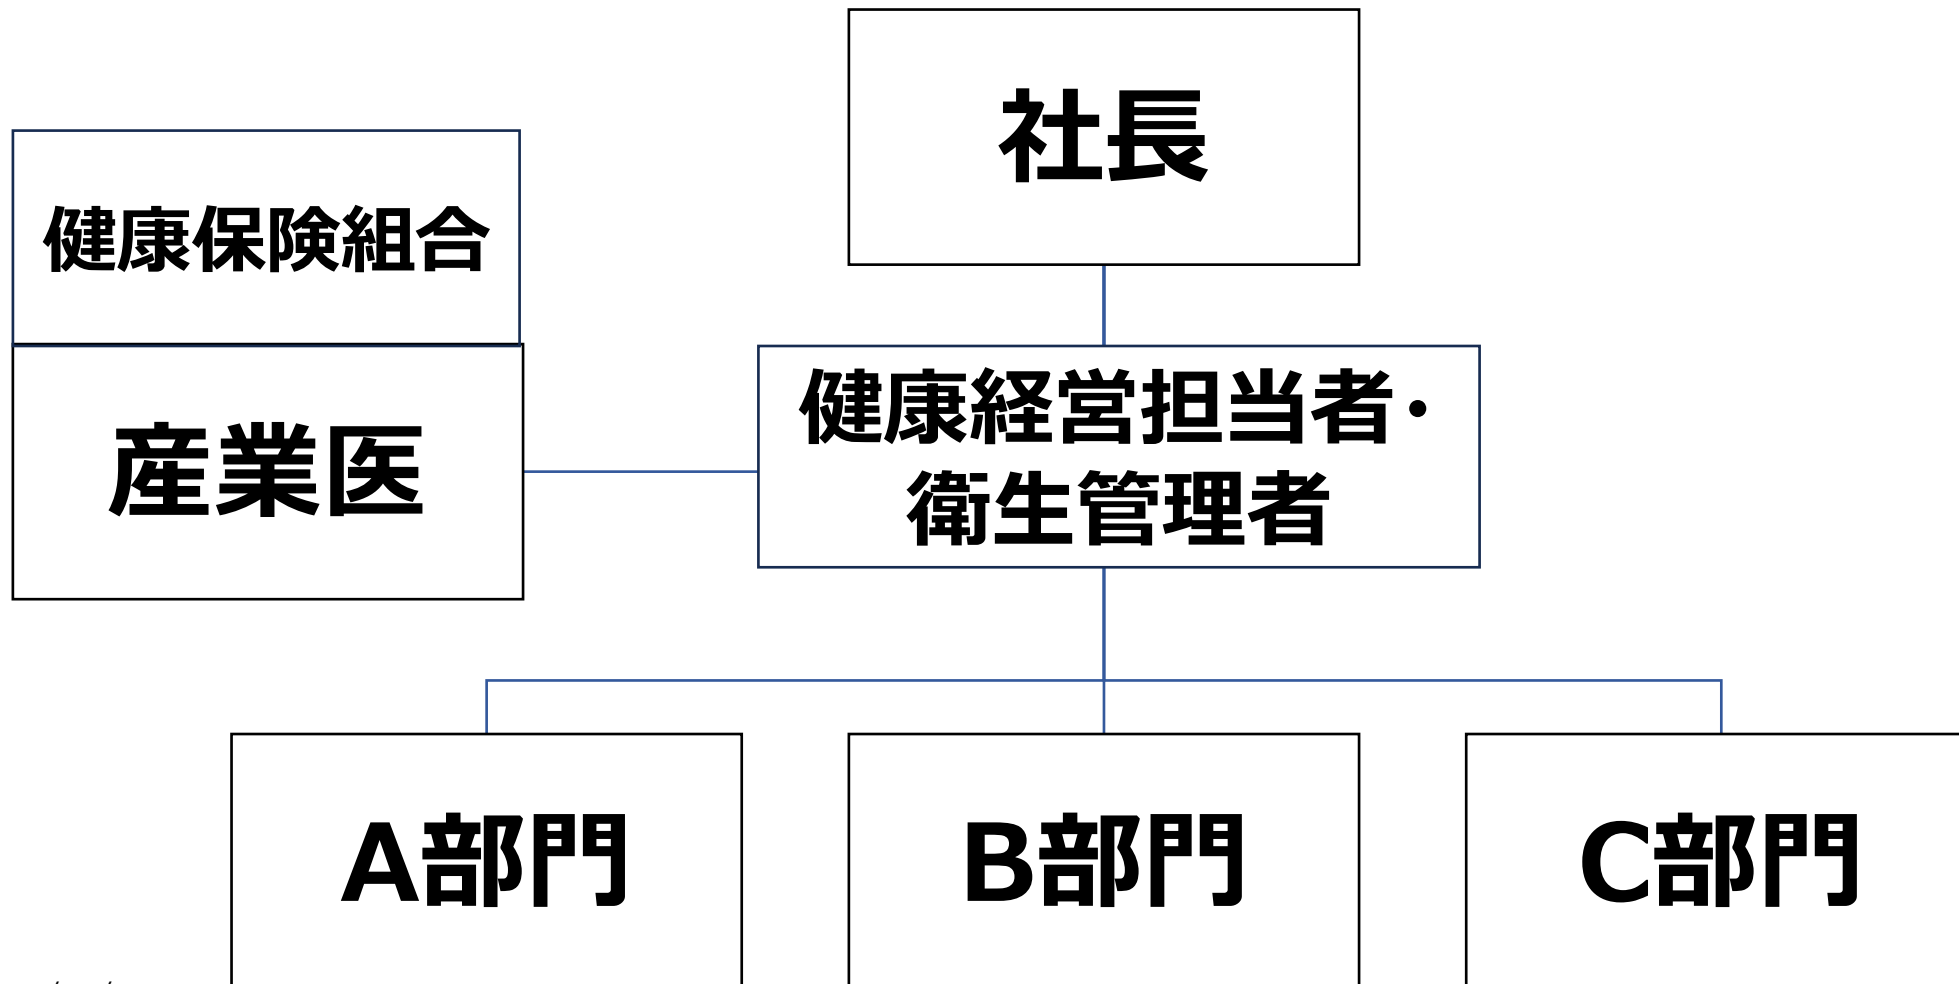 社長
健康保険組合
産業医
健康経営担当者・
衛生管理者
A部門
B部門
C部門